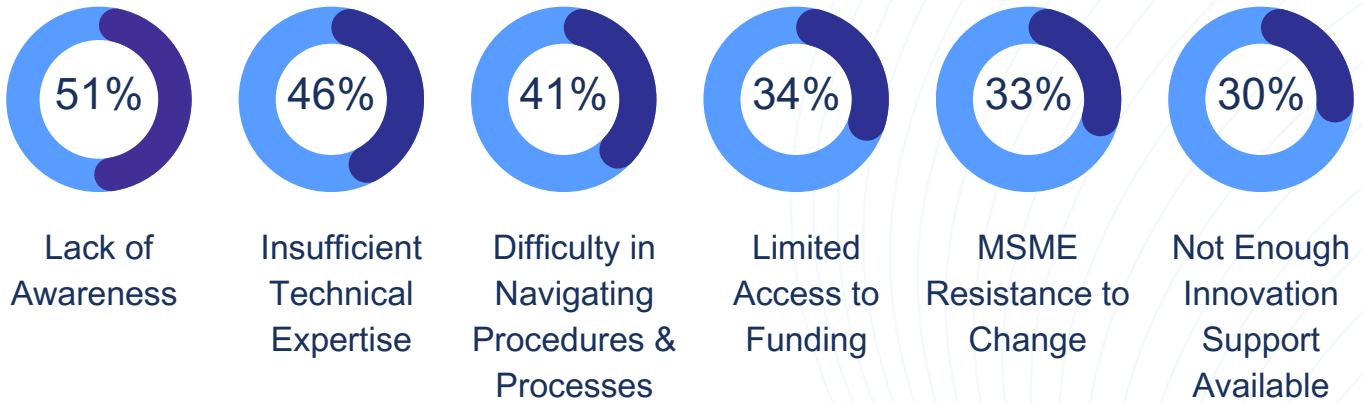 51%
46%
41%
34%
33%
30%
Lack of
Awareness
Insufficient
Technical
Expertise
Difficulty in
Navigating
Procedures &
Processes
Limited
Access to
Funding
MSME
Resistance to
Change
Not Enough
Innovation
Support
Available